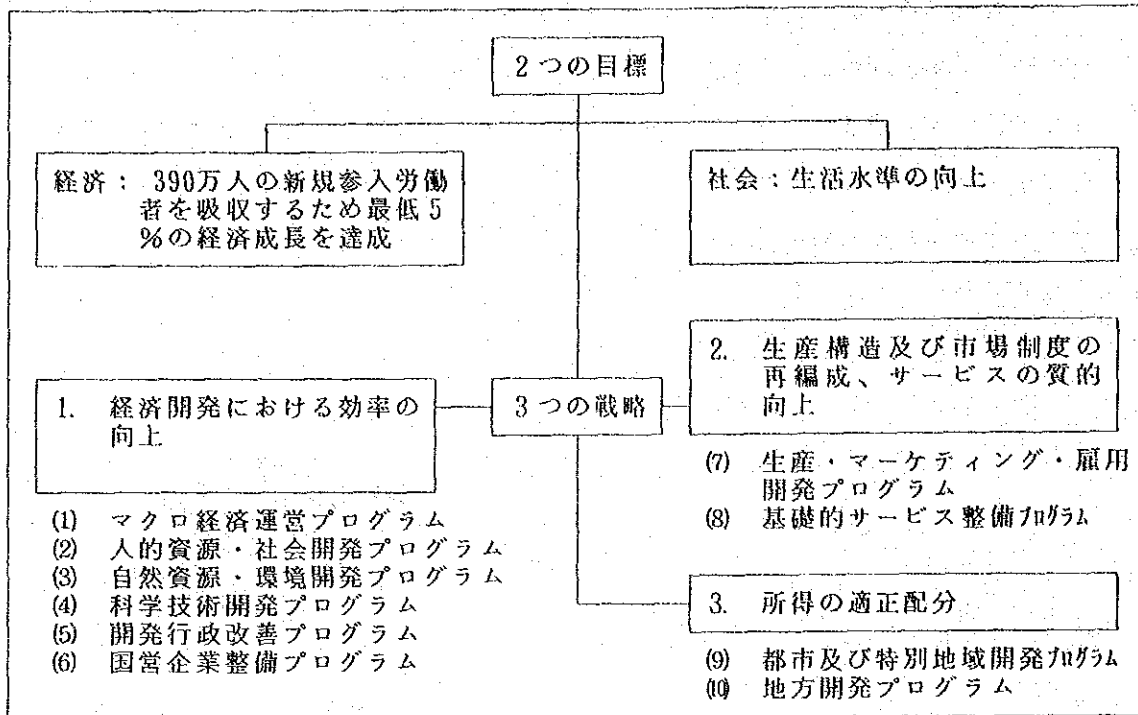 2つの目標
経済: 390万人の新規参入労働
者を吸収するため最低5
%の経済成長を達成
社会:生活水準の向上
1. 経済開発における効率の
向上
3つの戦略
2. 生産構造及び市場制度の
再編成、サービスの質的
向上
(1) マクロ経済運営プログラム
(2) 人的資源・社会開発プログラム
(3) 自然資源・環境開発プログラム
(4) 科学技術開発プログラム
(5) 開発行政改善プログラム
(6) 国営企業整備プログラム
(7) 生産・マーケティング・雇用
開発プログラム
(8) 基礎的サービス整備プログラム
3. 所得の適正配分
(9) 都市及び特別地域開発プログラム
(10) 地方開発プログラム